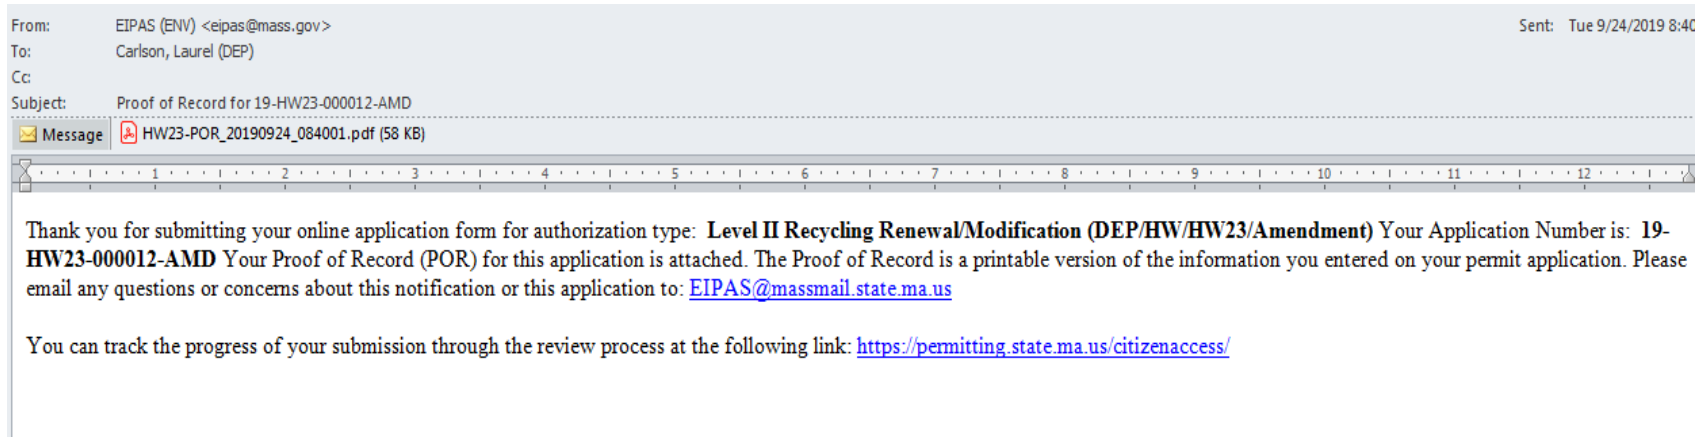 From: EIPAS (ENV) <eipas@mass.gov> Sent: Tue 9/24/2019 8:40
To: Carlson, Laurel (DEP)
Cc:
Subject: Proof of Record for 19-HW23-000012-AMD
Message HW23-POR_20190924_084001.pdf (58 KB)
1 2 3 4 5 6 7 8 9 10 11 12
Thank you for submitting your online application form for authorization type: Level II Recycling Renewal/Modification (DEP/HW/HW23/Amendment) Your Application Number is: 19-
HW23-000012-AMD Your Proof of Record (POR) for this application is attached. The Proof of Record is a printable version of the information you entered on your permit application. Please
email any questions or concerns about this notification or this application to: EIPAS@massmail.state.ma.us
You can track the progress of your submission through the review process at the following link: https://permitting.state.ma.us/citizenaccess/